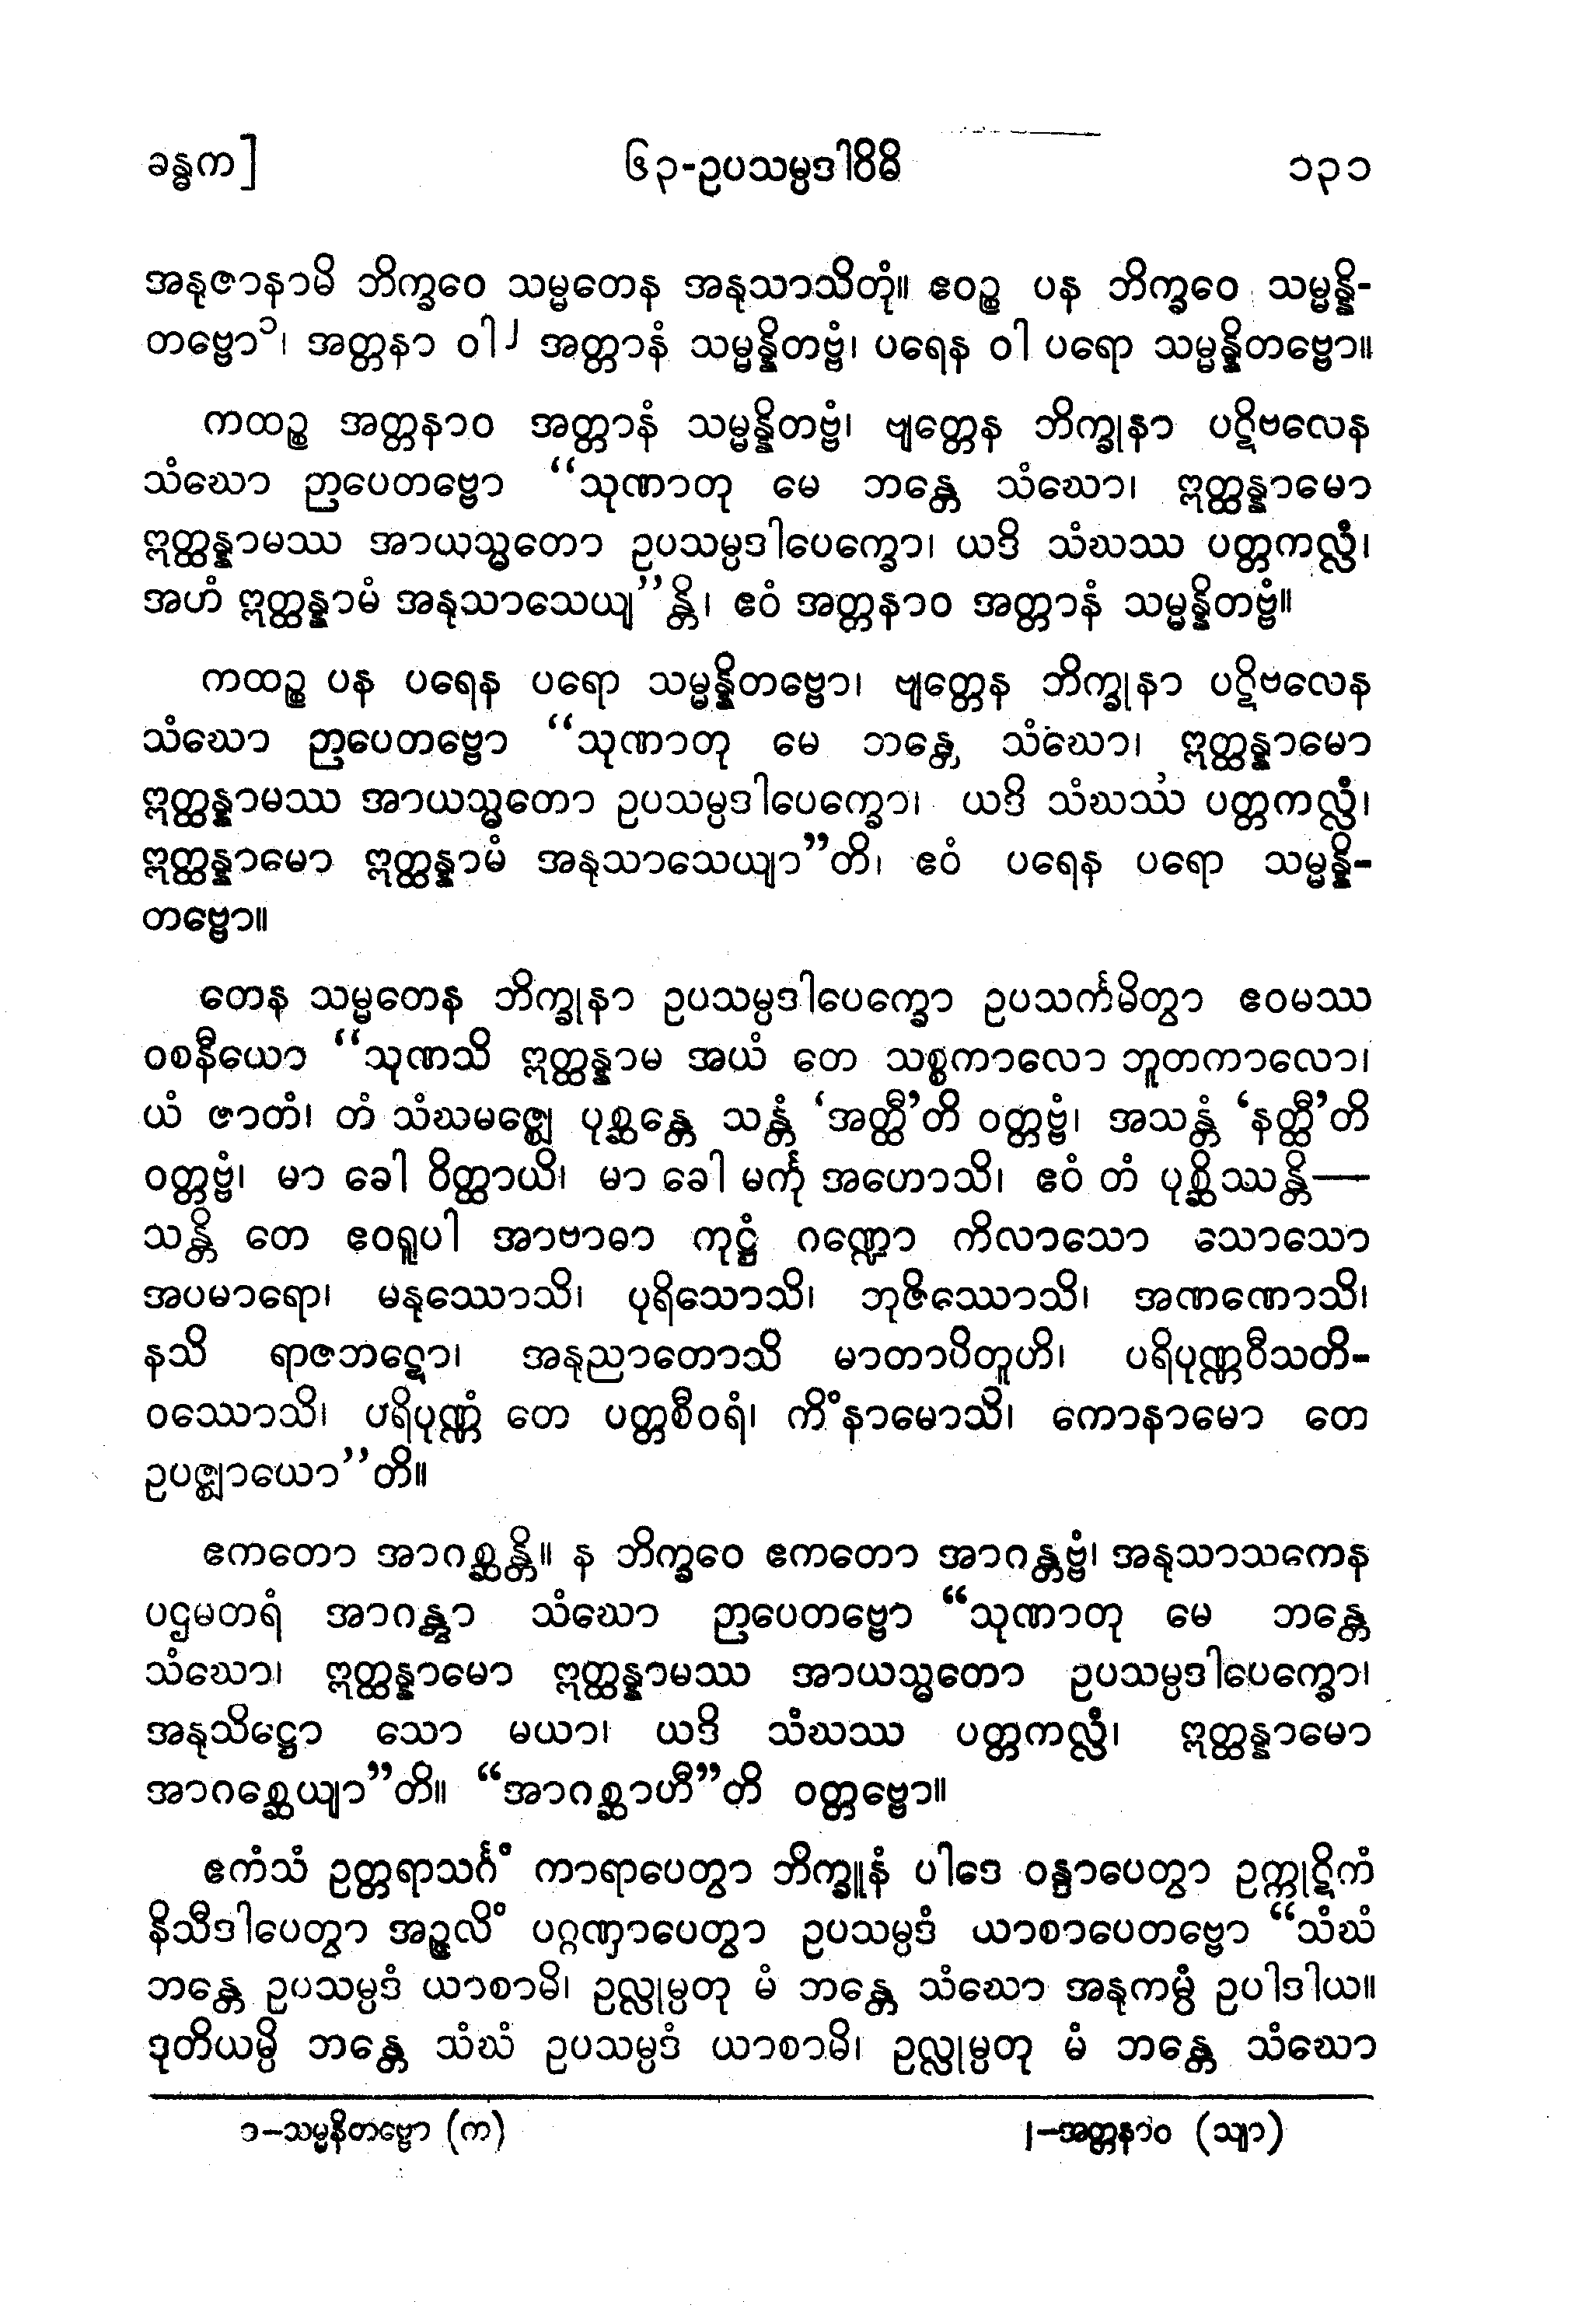 ခန္ဓက]
၆၃-ဥပသမ္ပဒါဝိဓိ
၁၃၁
အနုဇာနာမိ ဘိက္ခဝေ သမ္မတေန အနုသာသိတုံ။ ဧဝဉ္စ ပန ဘိက္ခဝေ သမ္မန္နိ-
တဗ္ဗော၁၊ အတ္တနာ ဝါ၂ အတ္တာနံ သမ္မန္နိတဗ္ဗံ၊ ပရေန ဝါ ပရော သမ္မန္နိတဗ္ဗော။
ကထဉ္စ အတ္တနာဝ အတ္တာနံ သမ္မန္နိတဗ္ဗံ၊ ဗျတ္တေန ဘိက္ခုနာ ပဋိဗလေန
သံဃော ဉာပေတဗ္ဗော “သုဏာတု မေ ဘန္တေ သံဃော၊ ဣတ္ထန္နာမော
ဣတ္ထန္နာမဿ အာယသ္မတော ဥပသမ္ပဒါပေက္ခော၊ ယဒိ သံဃဿ ပတ္တကလ္လံ၊
အဟံ ဣတ္ထန္နာမံ အနုသာသေယျ”န္တိ၊ ဧဝံ အတ္တနာဝ အတ္တာနံ သမ္မန္နိတဗ္ဗံ။
ကထဉ္စ ပန ပရေန ပရော သမ္မန္နိတဗ္ဗော၊ ဗျတ္တေန ဘိက္ခုနာ ပဋိဗလေန
သံဃော ဉာပေတဗ္ဗော “သုဏာတု မေ ဘန္တေ သံဃော၊ ဣတ္ထန္နာမော
ဣတ္ထန္နာမဿ အာယသ္မတော ဥပသမ္ပဒါပေက္ခော၊ ယဒိ သံဃဿ ပတ္တကလ္လံ၊
ဣတ္ထန္နာမော ဣတ္ထန္နာမံ အနုသာသေယျာ”တိ၊ ဧဝံ ပရေန ပရော သမ္မန္နိ-
တဗ္ဗော။
တေန သမ္မတေန ဘိက္ခုနာ ဥပသမ္ပဒါပေက္ခော ဥပသင်္ကမိတွာ ဧဝမဿ
ဝစနီယော “သုဏသိ ဣတ္ထန္နာမ အယံ တေ သစ္စကာလော ဘူတကာလော၊
ယံ ဇာတံ၊ တံ သံဃမဇ္ဈေ ပုစ္ဆန္တေ သန္တံ ‘အတ္ထီ’တိ ဝတ္တဗ္ဗံ၊ အသန္တံ ‘နတ္ထီ’တိ
ဝတ္တဗ္ဗံ၊ မာ ခေါ ဝိတ္ထာယိ၊ မာ ခေါ မင်္ကု အဟောသိ၊ ဧဝံ တံ ပုစ္ဆိဿန္တိ—
သန္တိ တေ ဧဝရူပါ အာဗာဓာ ကုဋ္ဌံ ဂဏ္ဍော ကိလာသော သောသော
အပမာရော၊ မနုဿောသိ၊ ပုရိသောသိ၊ ဘုဇိဿောသိ၊ အဏဏောသိ၊
နသိ ရာဇဘဋော၊ အနုညာတောသိ မာတာပိတူဟိ၊ ပရိပုဏ္ဏဝီသတိ-
ဝဿောသိ၊ ပရိပုဏ္ဏံ တေ ပတ္တစီဝရံ၊ ကိံနာမောသိ၊ ကောနာမော တေ
ဥပဇ္ဈာယော”တိ။
ဧကတော အာဂစ္ဆန္တိ။ န ဘိက္ခဝေ ဧကတော အာဂန္တဗ္ဗံ၊ အနုသာသကေန
ပဌမတရံ အာဂန္တွာ သံဃော ဉာပေတဗ္ဗော “သုဏာတု မေ ဘန္တေ
သံဃော၊ ဣတ္ထန္နာမော ဣတ္ထန္နာမဿ အာယသ္မတော ဥပသမ္ပဒါပေက္ခော၊
အနုသိဋ္ဌော သော မယာ၊ ယဒိ သံဃဿ ပတ္တကလ္လံ၊ ဣတ္ထန္နာမော
အာဂစ္ဆေယျာ”တိ။ “အာဂစ္ဆာဟီ”တိ ဝတ္တဗ္ဗော။
ဧကံသံ ဥတ္တရာသင်္ဂံ ကာရာပေတွာ ဘိက္ခူနံ ပါဒေ ဝန္ဒာပေတွာ ဥက္ကုဋိကံ
နိသီဒါပေတွာ အဉ္ဇလိံ ပဂ္ဂဏှာပေတွာ ဥပသမ္ပဒံ ယာစာပေတဗ္ဗော “သံဃံ
ဘန္တေ ဥပသမ္ပဒံ ယာစာမိ၊ ဥလ္လုမ္ပတု မံ ဘန္တေ သံဃော အနုကမ္ပံ ဥပါဒါယ။
ဒုတိယမ္ပိ ဘန္တေ သံဃံ ဥပသမ္ပဒံ ယာစာမိ၊ ဥလ္လုမ္ပတု မံ ဘန္တေ သံဃော
၁–သမ္မနိတဗ္ဗော (က)
၂–အတ္တနာဝ (သျာ)